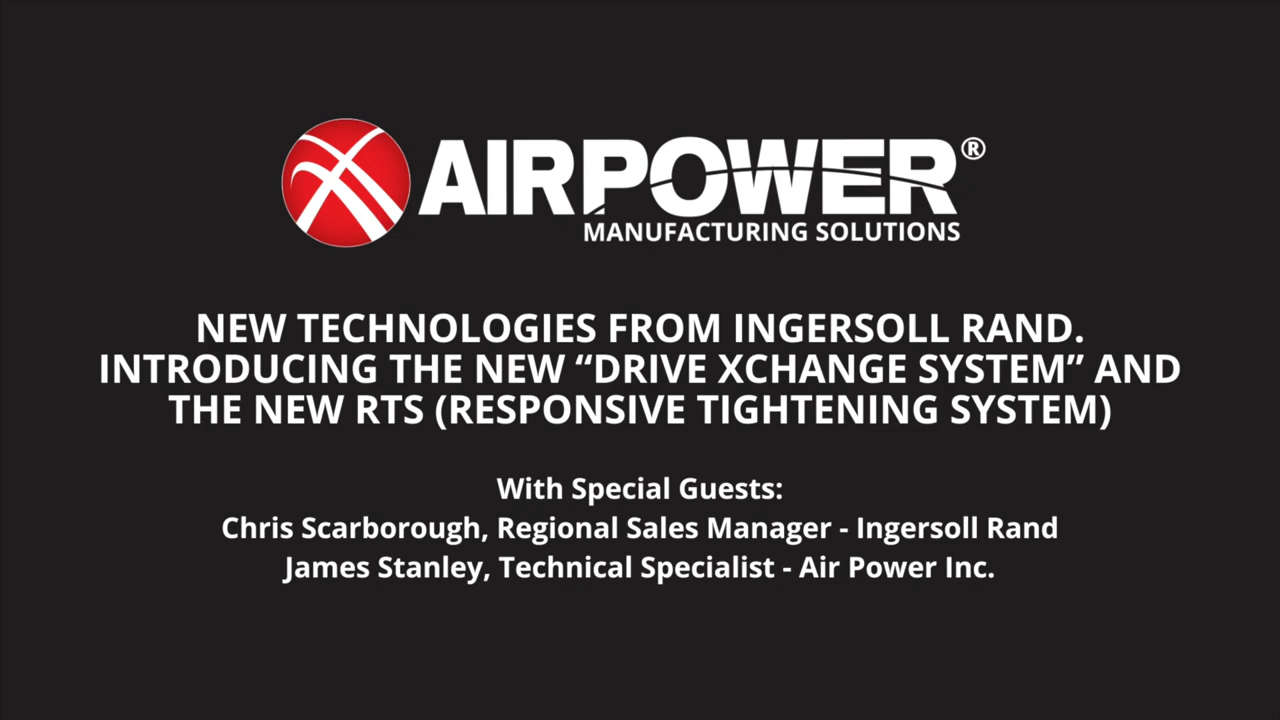 AIRPOWER®
MANUFACTURING SOLUTIONS
NEW TECHNOLOGIES FROM INGERSOLL RAND.
INTRODUCING THE NEW “DRIVE XCHANGE SYSTEM” AND
THE NEW RTS (RESPONSIVE TIGHTENING SYSTEM)
With Special Guests:
Chris Scarborough, Regional Sales Manager - Ingersoll Rand
James Stanley, Technical Specialist - Air Power Inc.